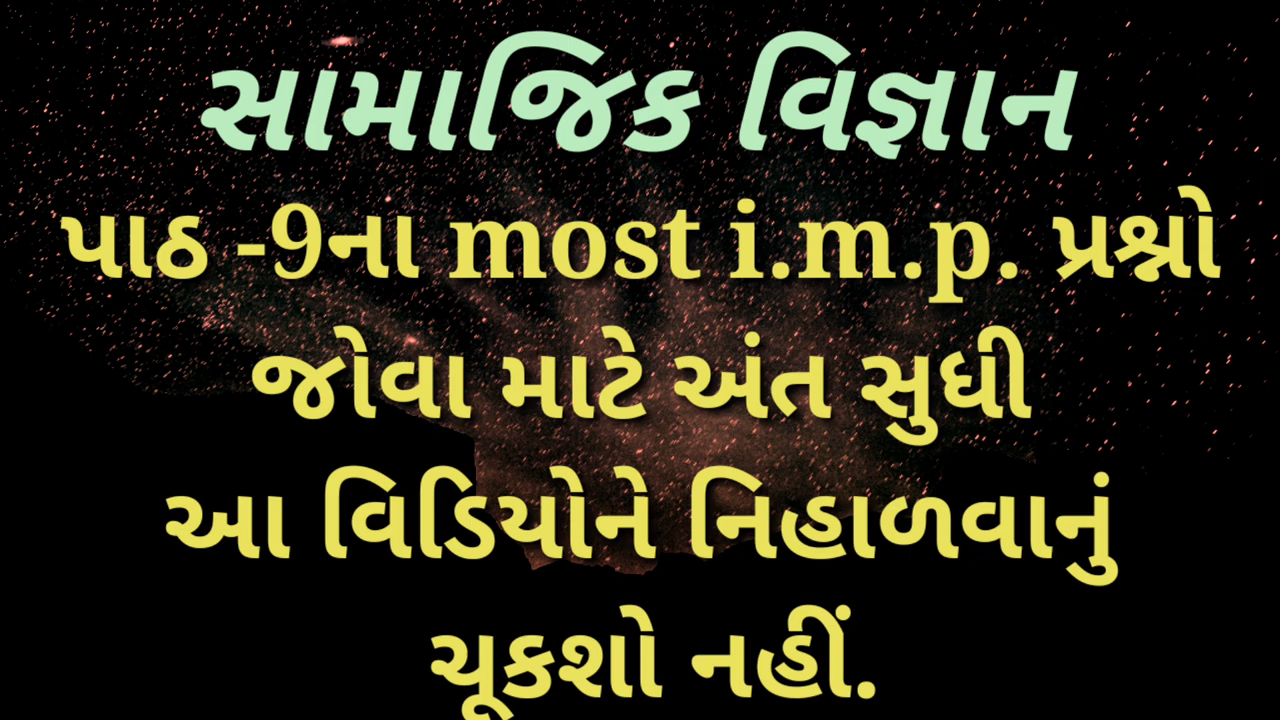 સામાજિક વિજ્ઞાન
પાઠ -9ના most i.m.p. પ્રશ્નો
જોવા માટે અંત સુધી
આ વિડિયોને નિહાળવાનું
ચૂકશો નહીં.